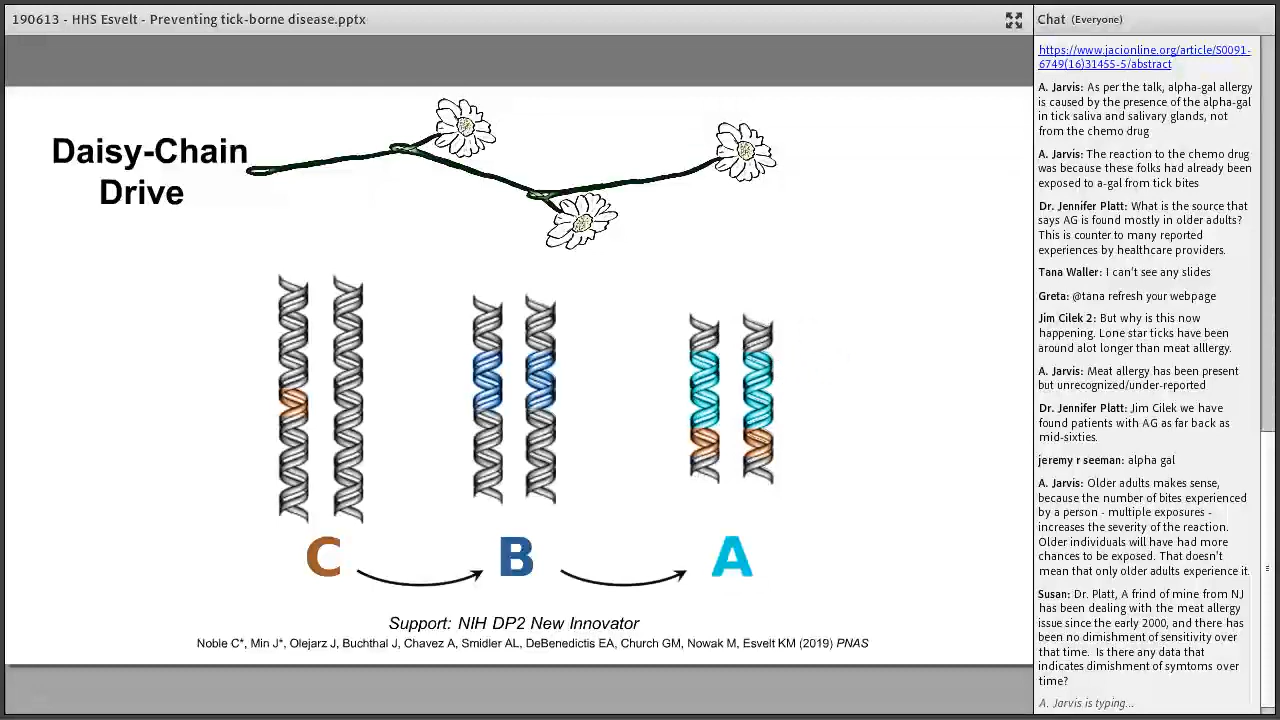 190613 - HHS Esvelt - Preventing tick-borne disease.pptx
Daisy-Chain
Drive
C
B
A
Support: NIH DP2 New Innovator
Noble C*, Min J*, Olejarz J, Buchthal J, Chavez A, Smidler AL, DeBenedictis EA, Church GM, Nowak M, Esvelt KM (2019) PNAS
Chat (Everyone)
https://www.jacionline.org/article/S0091-
6749(16)31455-5/abstract
A. Jarvis: As per the talk, alpha-gal allergy
is caused by the presence of the alpha-gal
in tick saliva and salivary glands, not
from the chemo drug
A. Jarvis: The reaction to the chemo drug
was because these folks had already been
exposed to a-gal from tick bites
Dr. Jennifer Platt: What is the source that
says AG is found mostly in older adults?
This is counter to many reported
experiences by healthcare providers.
Tana Waller: I can't see any slides
Greta: @tana refresh your webpage
Jim Cilek 2: But why is this now
happening. Lone star ticks have been
around alot longer than meat alllergy.
A. Jarvis: Meat allergy has been present
but unrecognized/under-reported
Dr. Jennifer Platt: Jim Cilek we have
found patients with AG as far back as
mid-sixties.
jeremy r seeman: alpha gal
A. Jarvis: Older adults makes sense,
because the number of bites experienced
by a person - multiple exposures -
increases the severity of the reaction.
Older individuals will have had more
chances to be exposed. That doesn't
mean that only older adults experience it.
Susan: Dr. Platt, A frind of mine from NJ
has been dealing with the meat allergy
issue since the early 2000, and there has
been no dimishment of sensitivity over
that time. Is there any data that
indicates dimishment of symtoms over
time?
A. Jarvis is typing...